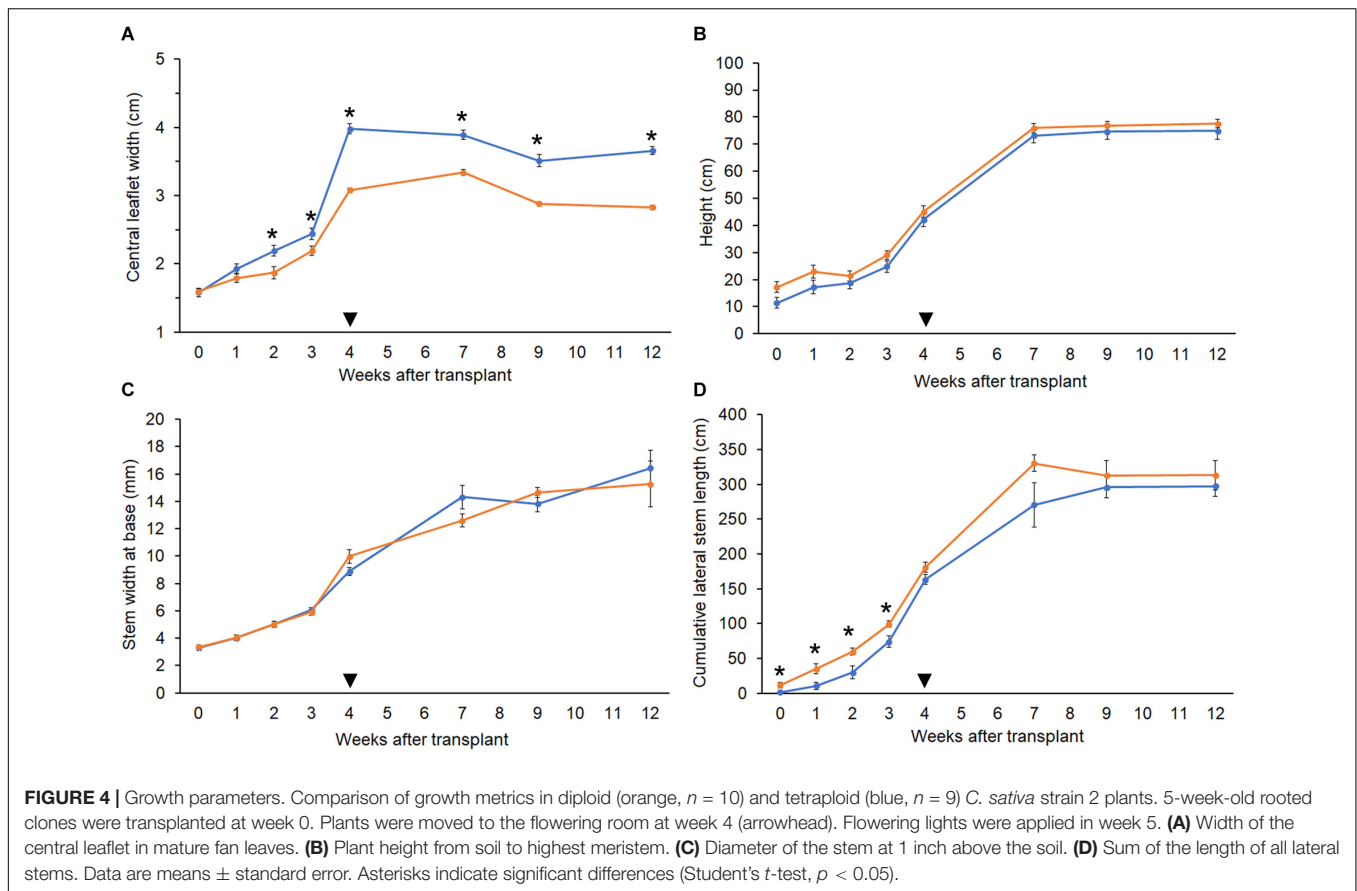 A
5
4
3
2
1
Central leaflet width (cm)
* * * * * *
0 1 2 3 4 5 6 7 8 9 10 11 12
Weeks after transplant
B
100
90
80
70
60
50
40
30
20
10
0
Height (cm)
0 1 2 3 4 5 6 7 8 9 10 11 12
Weeks after transplant
C
20
18
16
14
12
10
8
6
4
2
0
Stem width at base (mm)
0 1 2 3 4 5 6 7 8 9 10 11 12
Weeks after transplant
D
400
350
300
250
200
150
100
50
0
Cumulative lateral stem length (cm)
* * * *
0 1 2 3 4 5 6 7 8 9 10 11 12
Weeks after transplant
FIGURE 4 | Growth parameters. Comparison of growth metrics in diploid (orange, n = 10) and tetraploid (blue, n = 9) C. sativa strain 2 plants. 5-week-old rooted
clones were transplanted at week 0. Plants were moved to the flowering room at week 4 (arrowhead). Flowering lights were applied in week 5. (A) Width of the
central leaflet in mature fan leaves. (B) Plant height from soil to highest meristem. (C) Diameter of the stem at 1 inch above the soil. (D) Sum of the length of all lateral
stems. Data are means ± standard error. Asterisks indicate significant differences (Student's t-test, p < 0.05).